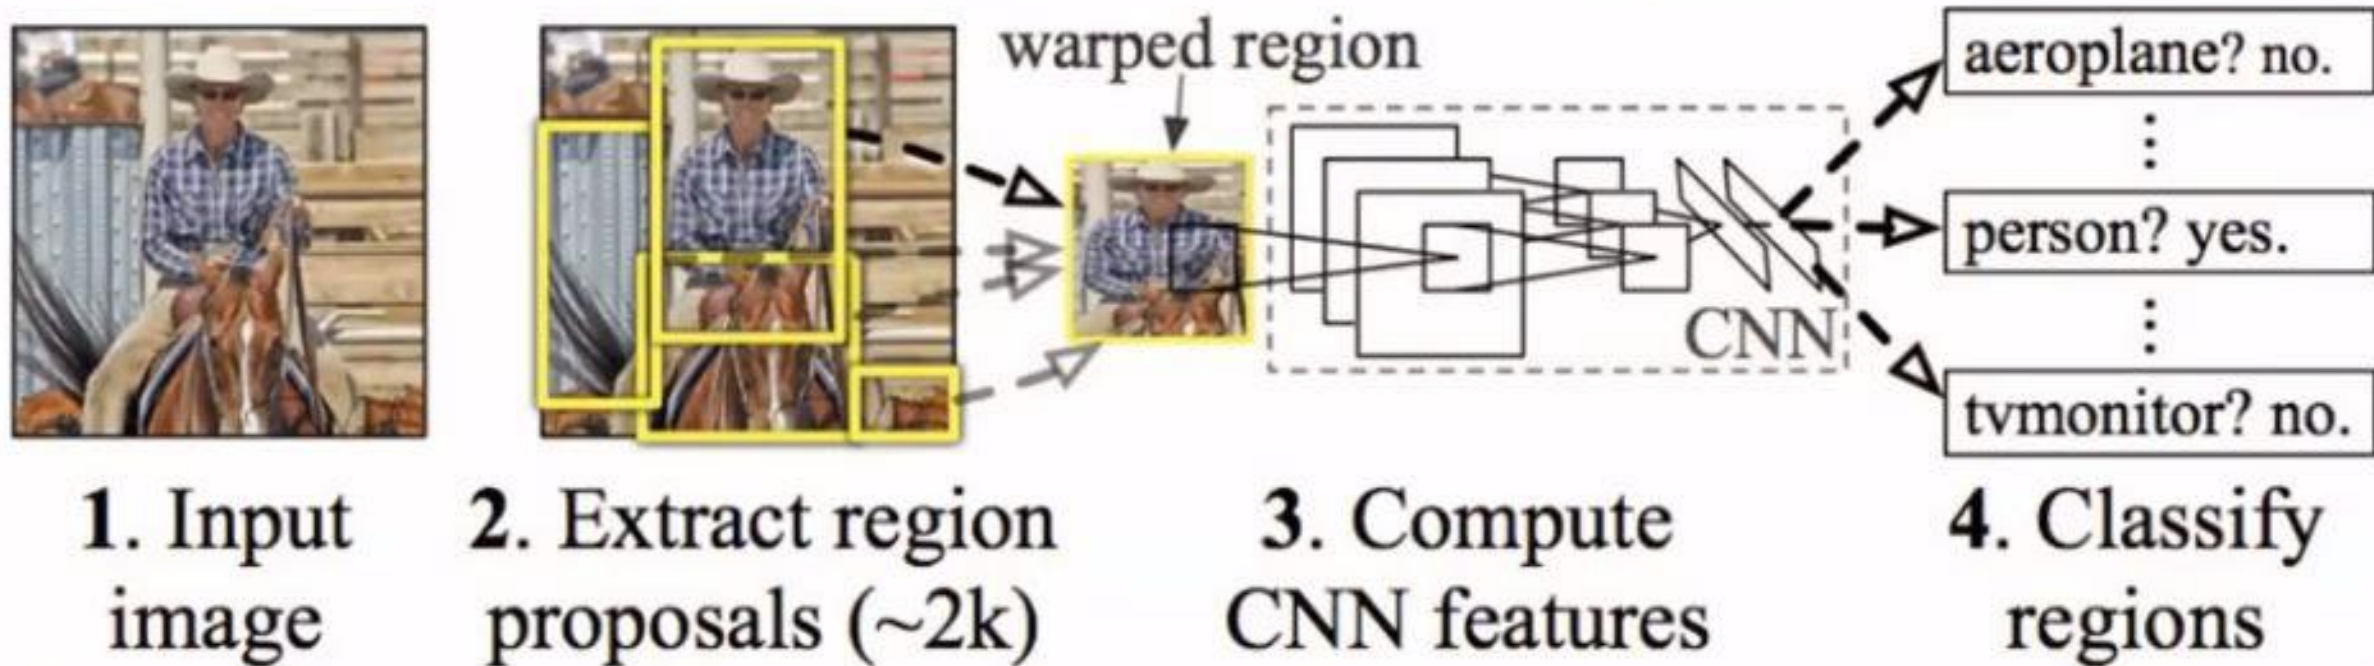 warped region
aeroplane? no.
person? yes.
CNN
tvmonitor? no.
1. Input
image
2. Extract region
proposals (~2k)
3. Compute
CNN features
4. Classify
regions